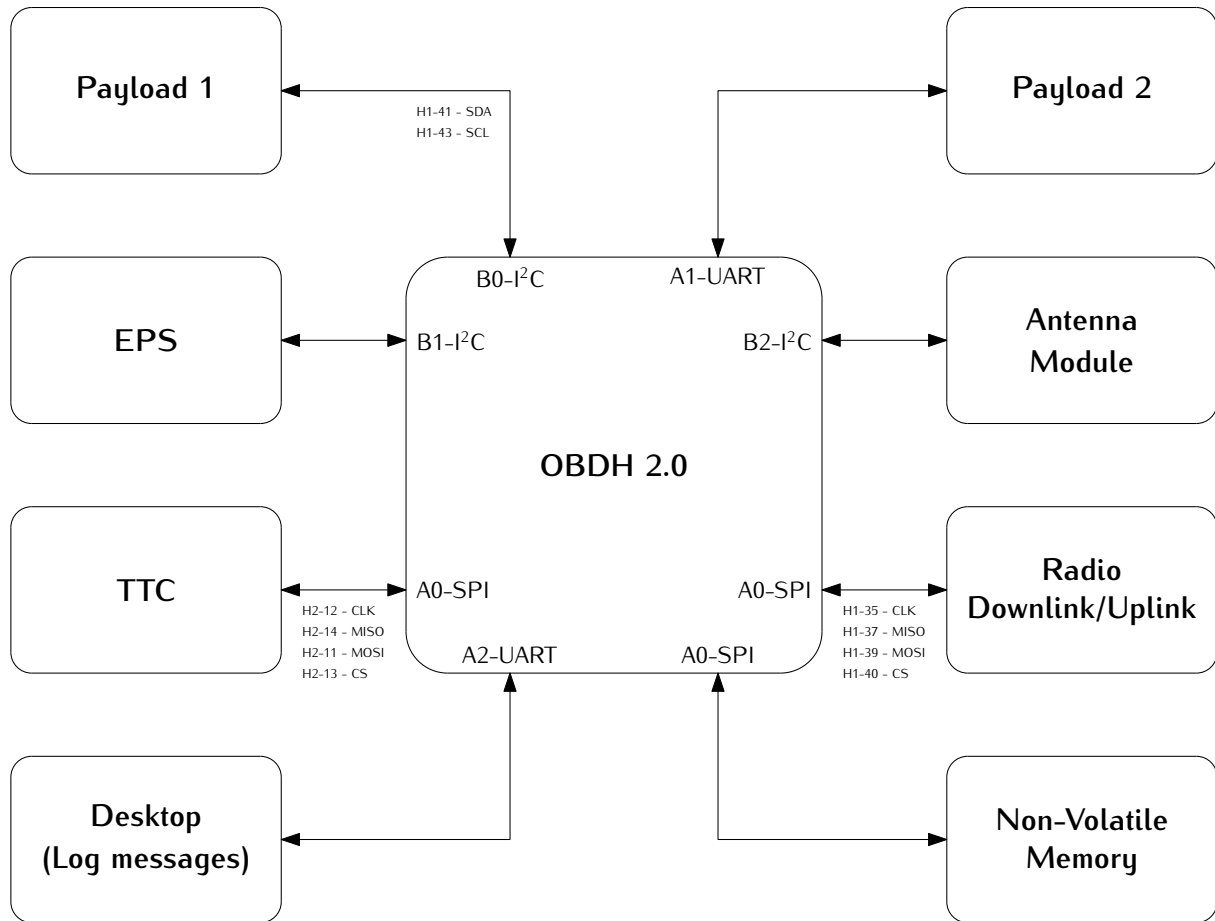 Payload 1
Payload 2
H1-41 - SDA
H1-43 - SCL
B0-I²C
A1-UART
EPS
B1-I²C
B2-I²C
Antenna
Module
OBDH 2.0
TTC
A0-SPI
A0-SPI
Radio
Downlink/Uplink
H2-12 - CLK
H2-14 - MISO
H2-11 - MOSI
H2-13 - CS
H1-35 - CLK
H1-37 - MISO
H1-39 - MOSI
H1-40 - CS
A2-UART
A0-SPI
Desktop
(Log messages)
Non-Volatile
Memory